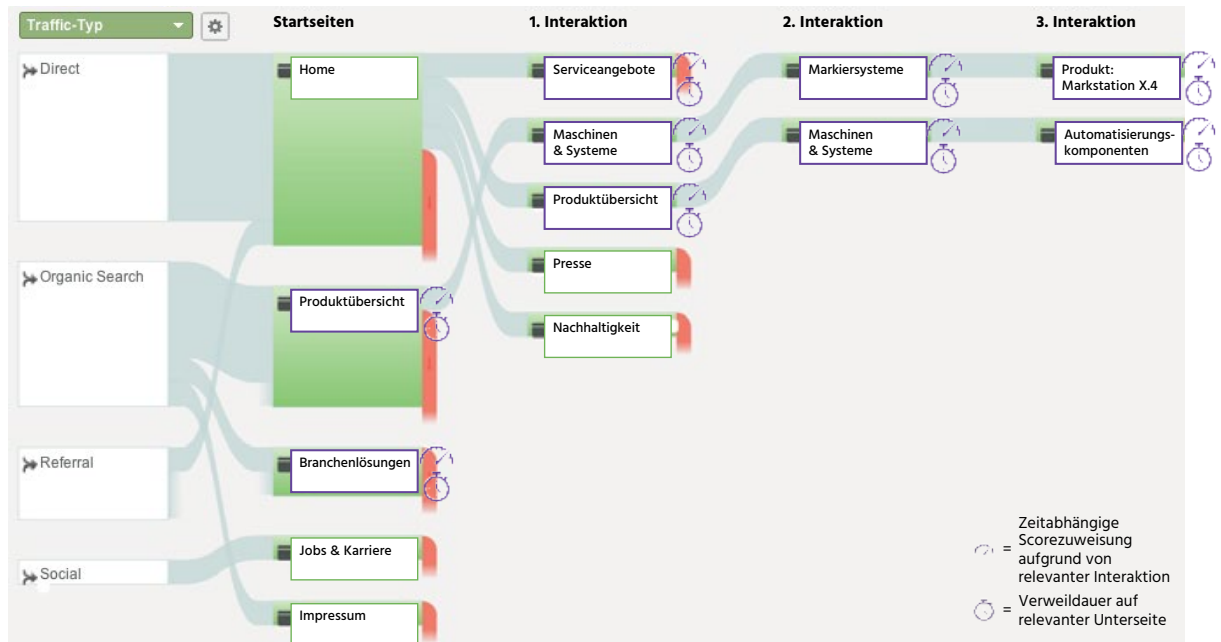 Traffic-Typ
Startseiten
1. Interaktion
2. Interaktion
3. Interaktion
Direct
Home
Serviceangebote
Markiersysteme
Produkt:
Markstation X.4
Maschinen
& Systeme
Maschinen
& Systeme
Automatisierungs-
komponenten
Produktübersicht
Presse
Organic Search
Produktübersicht
Nachhaltigkeit
Referral
Branchenlösungen
Social
Jobs & Karriere
Impressum
Zeitabhängige
= Scorezuweisung
aufgrund von
relevanter Interaktion
= Verweildauer auf
relevanter Unterseite